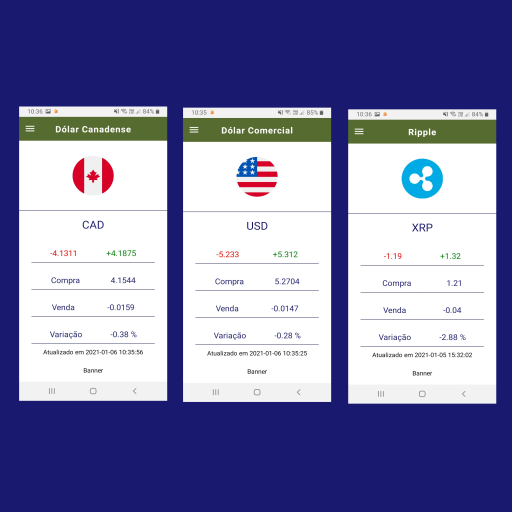 10:36
84%
Dólar Canadense
CAD
-4.1311 +4.1875
Compra 4.1544
Venda -0.0159
Variação -0.38 %
Atualizado em 2021-01-06 10:35:56
Banner
10:35
85%
Dólar Comercial
USD
-5.233 +5.312
Compra 5.2704
Venda -0.0147
Variação -0.28 %
Atualizado em 2021-01-06 10:35:25
Banner
10:36
84%
Ripple
XRP
-1.19 +1.32
Compra 1.21
Venda -0.04
Variação -2.88 %
Atualizado em 2021-01-05 15:32:02
Banner